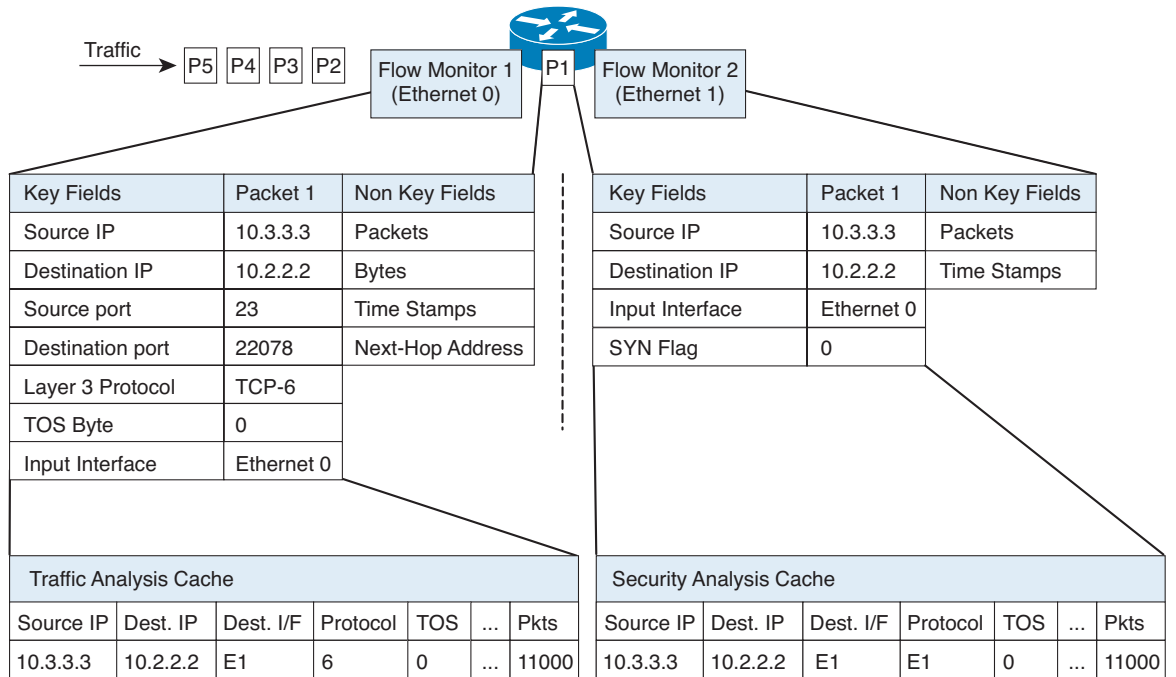 Traffic
P5 P4 P3 P2
Flow Monitor 1
(Ethernet 0)
P1
Flow Monitor 2
(Ethernet 1)
Key Fields Packet 1 Non Key Fields
Source IP 10.3.3.3 Packets
Destination IP 10.2.2.2 Bytes
Source port 23 Time Stamps
Destination port 22078 Next-Hop Address
Layer 3 Protocol TCP-6
TOS Byte 0
Input Interface Ethernet 0
Key Fields Packet 1 Non Key Fields
Source IP 10.3.3.3 Packets
Destination IP 10.2.2.2 Time Stamps
Input Interface Ethernet 0
SYN Flag 0
Traffic Analysis Cache
Source IP Dest. IP Dest. I/F Protocol TOS ... Pkts
10.3.3.3 10.2.2.2 E1 6 0 ... 11000
Security Analysis Cache
Source IP Dest. IP Dest. I/F Protocol TOS ... Pkts
10.3.3.3 10.2.2.2 E1 E1 0 ... 11000